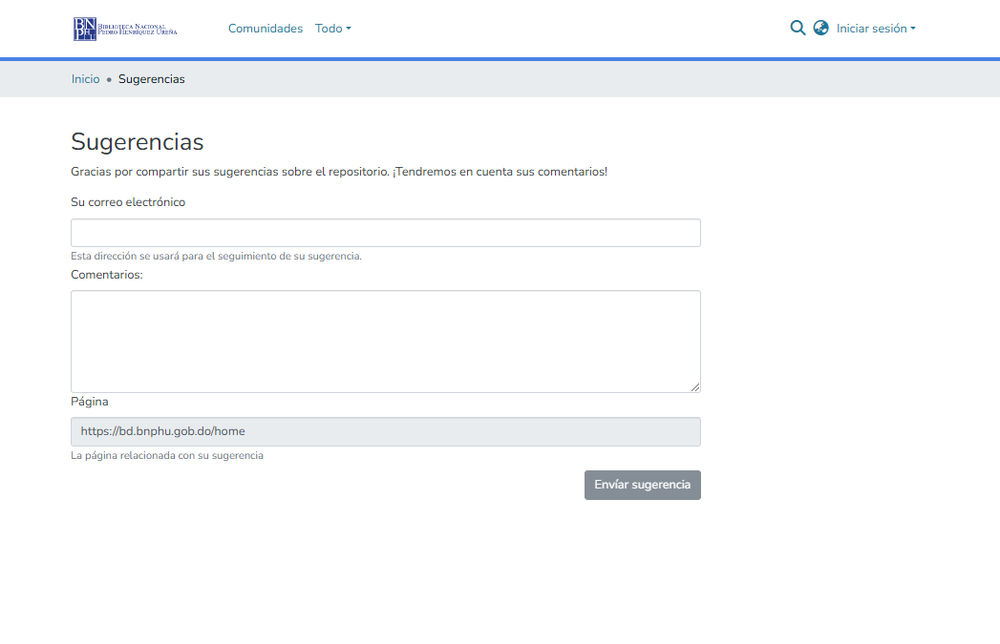 BN
PHU
Biblioteca Nacional
Pedro Henríquez Ureña
Comunidades
Todo
Iniciar sesión
Inicio • Sugerencias
Sugerencias
Gracias por compartir sus sugerencias sobre el repositorio. ¡Tendremos en cuenta sus comentarios!
Su correo electrónico
Esta dirección se usará para el seguimiento de su sugerencia.
Comentarios:
Página
https://bd.bnphu.gob.do/home
La página relacionada con su sugerencia
Envíar sugerencia